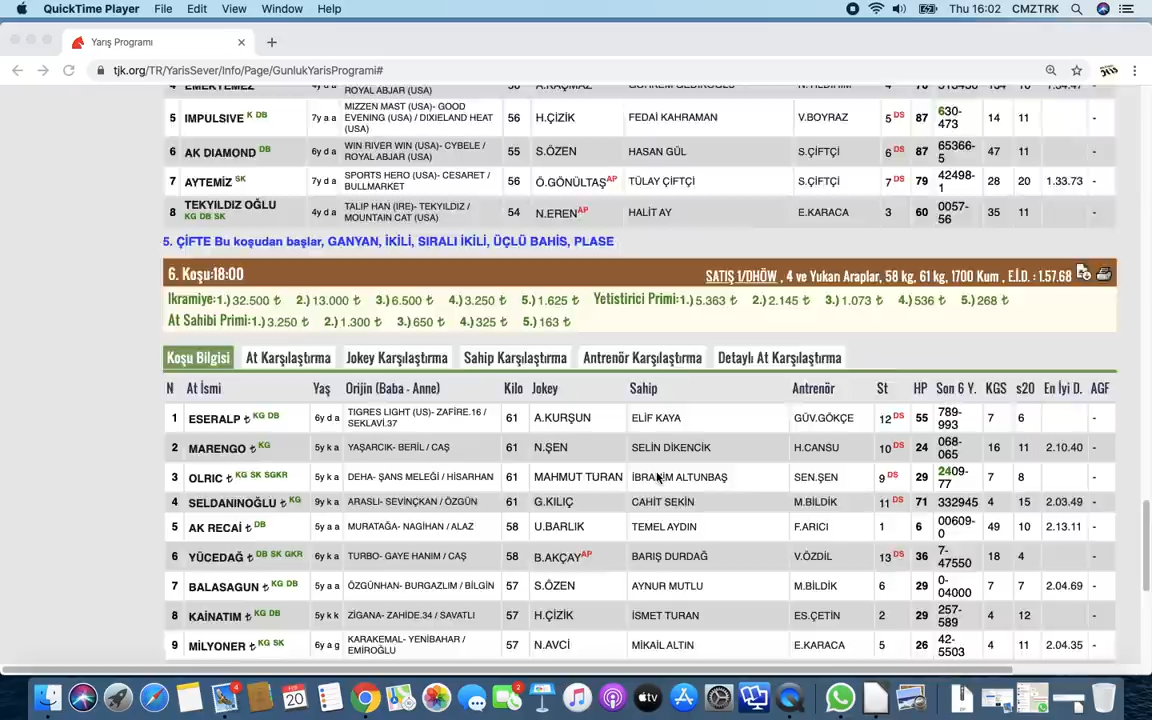 QuickTime Player File Edit View Window Help Thu 16:02 CMZTRK
Yarış Programı
tjk.org/TR/YarisSever/Info/Page/GunlukYarisProgrami#
4 EMEKTEMEZ 4y d a ROYAL ABJAR (USA) 56 A.KAÇMAZ
5 IMPULSIVE K DB 7y a a MIZZEN MAST (USA)- GOOD EVENING (USA) / DIXIELAND HEAT (USA) 56 H.ÇİZİK FEDAİ KAHRAMAN V.BOYRAZ 5 DS 87 630-473 14 11 -
6 AK DIAMOND DB 6y d a WIN RIVER WIN (USA)- CYBELE / ROYAL ABJAR (USA) 55 S.ÖZEN HASAN GÜL S.ÇİFTÇİ 6 DS 87 65366-5 47 11 -
7 AYTEMİZ SK 7y d a SPORTS HERO (USA)- CESARET / BULLMARKET 56 Ö.GÖNÜLTAŞ AP TÜLAY ÇİFTÇİ S.ÇİFTÇİ 7 DS 79 42498-1 28 20 1.33.73 -
8 TEKYILDIZ OĞLU KG DB SK 4y d a TALIP HAN (IRE)- TEKYILDIZ / MOUNTAIN CAT (USA) 54 N.EREN AP HALİT AY E.KARACA 3 60 0057-56 35 11 -
5. ÇİFTE Bu koşudan başlar, GANYAN, İKİLİ, SIRALI İKİLİ, ÜÇLÜ BAHİS, PLASE
6. Koşu:18:00 SATIŞ 1/DHÖW , 4 ve Yukarı Araplar, 58 kg, 61 kg, 1700 Kum , E.İ.D. : 1.57.68
Ikramiye:1.) 32.500 ₺ 2.) 13.000 ₺ 3.) 6.500 ₺ 4.) 3.250 ₺ 5.) 1.625 ₺ Yetistirici Primi:1.) 5.363 ₺ 2.) 2.145 ₺ 3.) 1.073 ₺ 4.) 536 ₺ 5.) 268 ₺
At Sahibi Primi:1.) 3.250 ₺ 2.) 1.300 ₺ 3.) 650 ₺ 4.) 325 ₺ 5.) 163 ₺
Koşu Bilgisi At Karşılaştırma Jokey Karşılaştırma Sahip Karşılaştırma Antrenör Karşılaştırma Detaylı At Karşılaştırma
N At İsmi Yaş Orijin (Baba - Anne) Kilo Jokey Sahip Antrenör St HP Son 6 Y. KGS s20 En İyi D. AGF
1 ESERALP ₺ KG DB 6y d a TIGRES LIGHT (US)- ZAFİRE.16 / SEKLAVİ.37 61 A.KURŞUN ELİF KAYA GÜV.GÖKÇE 12 DS 55 789-993 7 6 -
2 MARENGO ₺ KG 5y k a YAŞARCIK- BERİL / CAŞ 61 N.ŞEN SELİN DİKENCİK H.CANSU 10 DS 24 068-065 16 11 2.10.40 -
3 OLRIC ₺ KG SK SGKR 5y k a DEHA- ŞANS MELEĞİ / HİSARHAN 61 MAHMUT TURAN İBRAHİM ALTUNBAŞ SEN.ŞEN 9 DS 29 2409-77 7 8 -
4 SELDANINOĞLU ₺ KG 9y k a ARASLI- SEVİNÇKAN / ÖZGÜN 61 G.KILIÇ CAHİT SEKİN M.BİLDİK 11 DS 71 332945 4 15 2.03.49 -
5 AK RECAİ ₺ DB 5y a a MURATAĞA- NAGİHAN / ALAZ 58 U.BARLIK TEMEL AYDIN F.ARICI 1 6 00609-0 49 10 2.13.11 -
6 YÜCEDAĞ ₺ DB SK GKR 6y k a TURBO- GAYE HANIM / CAŞ 58 B.AKÇAY AP BARIŞ DURDAĞ V.ÖZDİL 13 DS 36 7-47550 18 4 -
7 BALASAGUN ₺ KG DB 5y a a ÖZGÜNHAN- BURGAZLIM / BİLGİN 57 S.ÖZEN AYNUR MUTLU M.BİLDİK 6 29 0-04000 7 7 2.04.69 -
8 KAİNATIM ₺ KG DB 5y k k ZİGANA- ZAHİDE.34 / SAVATLI 57 H.ÇİZİK İSMET TURAN ES.ÇETİN 2 29 257-589 4 12 -
9 MİLYONER ₺ KG SK 6y a g KARAKEMAL- YENİBAHAR / EMİROĞLU 57 N.AVCİ MİKAİL ALTIN E.KARACA 5 26 42-5503 4 11 2.04.35 -
4
20
2
tv